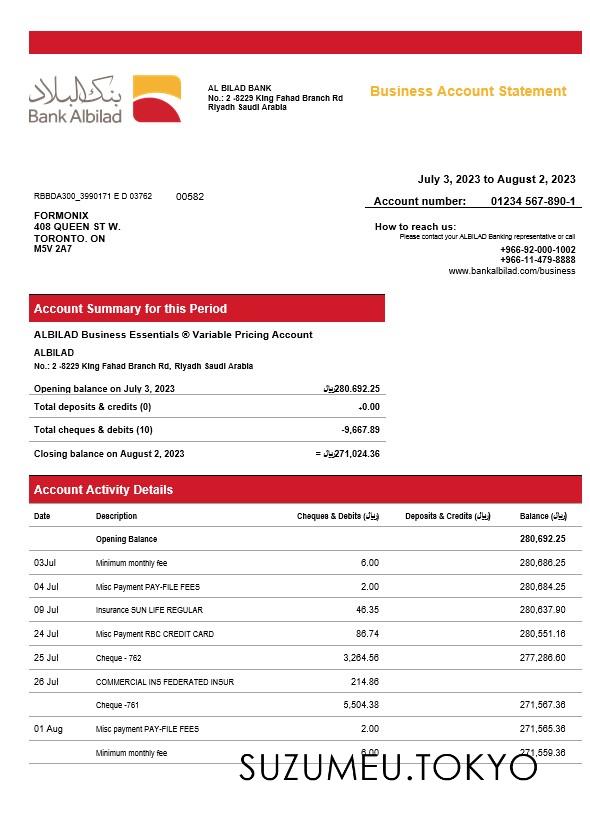 بنك البلاد
Bank Albilad
AL BILAD BANK
No.: 2 -8229 King Fahad Branch Rd
Riyadh Saudi Arabia
Business Account Statement
July 3, 2023 to August 2, 2023
RBBDA300_3990171 E D 03762 00582
Account number: 01234 567-890-1
FORMONIX
408 QUEEN ST W.
TORONTO. ON
M5V 2A7
How to reach us:
Please contact your ALBILAD Banking representative or call
+966-92-000-1002
+966-11-479-8888
www.bankalbilad.com/business
Account Summary for this Period
ALBILAD Business Essentials ® Variable Pricing Account
ALBILAD
No.: 2 -8229 King Fahad Branch Rd, Riyadh Saudi Arabia
Opening balance on July 3, 2023 ﷼280.692.25
Total deposits & credits (0) +0.00
Total cheques & debits (10) -9,667.89
Closing balance on August 2, 2023 = ﷼271,024.36
Account Activity Details
Date Description Cheques & Debits (﷼) Deposits & Credits (﷼) Balance (﷼)
Opening Balance 280,692.25
03Jul Minimum monthly fee 6.00 280,686.25
04 Jul Misc Payment PAY-FILE FEES 2.00 280,684.25
09 Jul Insurance SUN LIFE REGULAR 46.35 280,637.90
24 Jul Misc Payment RBC CREDIT CARD 86.74 280,551.16
25 Jul Cheque - 762 3,264.56 277,286.60
26 Jul COMMERCIAL INS FEDERATED INSUR 214.86
Cheque -761 5,504.38 271,567.36
01 Aug Misc payment PAY-FILE FEES 2.00 271,565.36
Minimum monthly fee 6.00 271,559.36
SUZUMEU.TOKYO